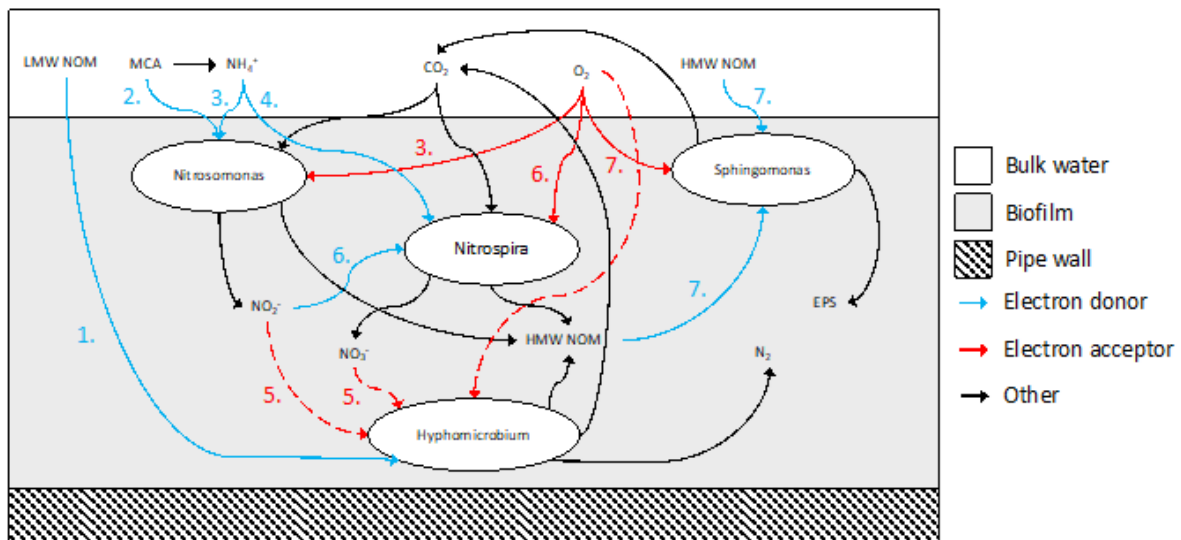 LMW NOM
MCA
NH₄⁺
CO₂
O₂
HMW NOM
2.
3.
4.
7.
3.
6.
7.
Nitrosomonas
Sphingomonas
Nitrospira
6.
7.
1.
NO₂⁻
EPS
NO₃⁻
HMW NOM
N₂
5.
5.
Hyphomicrobium
Bulk water
Biofilm
Pipe wall
Electron donor
Electron acceptor
Other